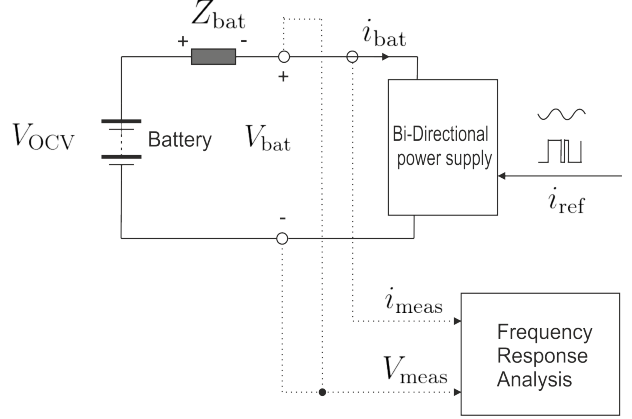 Z_bat
+ -
i_bat
+
V_OCV
Battery
V_bat
Bi-Directional
power supply
i_ref
-
i_meas
V_meas
Frequency
Response
Analysis